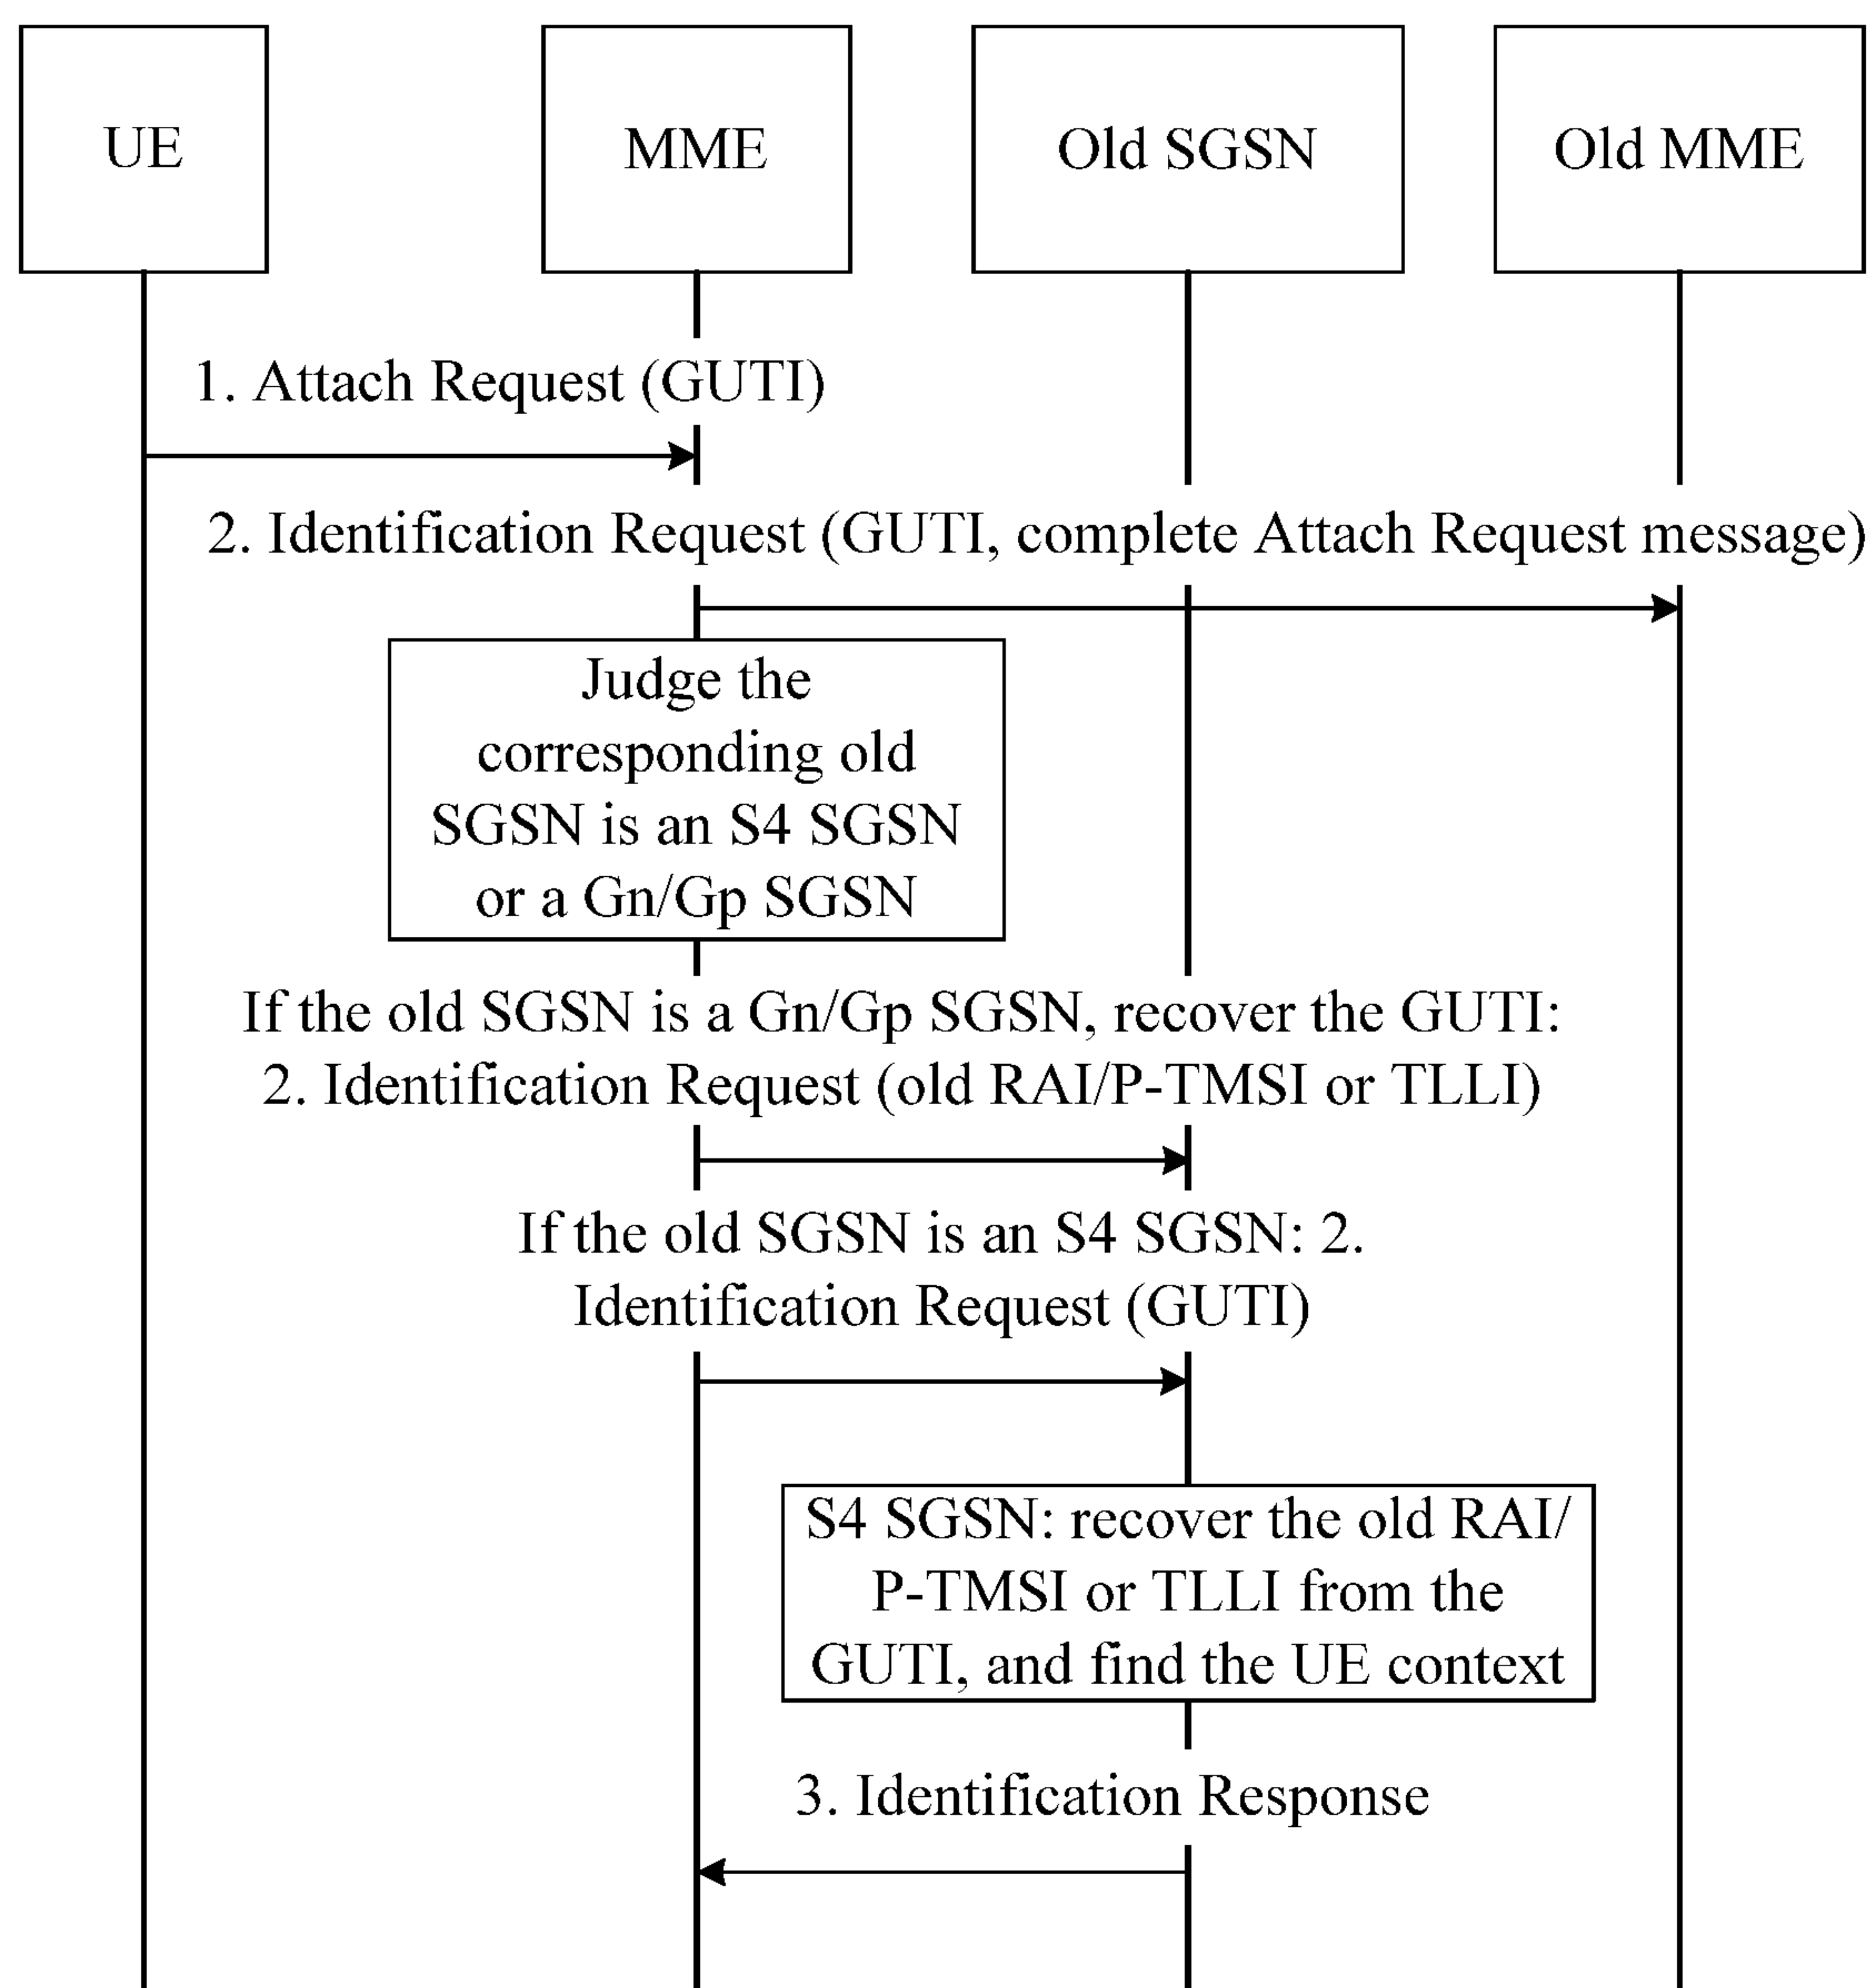 UE
MME
Old SGSN
Old MME
1. Attach Request (GUTI)
2. Identification Request (GUTI, complete Attach Request message)
Judge the
corresponding old
SGSN is an S4 SGSN
or a Gn/Gp SGSN
If the old SGSN is a Gn/Gp SGSN, recover the GUTI:
2. Identification Request (old RAI/P-TMSI or TLLI)
If the old SGSN is an S4 SGSN: 2.
Identification Request (GUTI)
S4 SGSN: recover the old RAI/
P-TMSI or TLLI from the
GUTI, and find the UE context
3. Identification Response